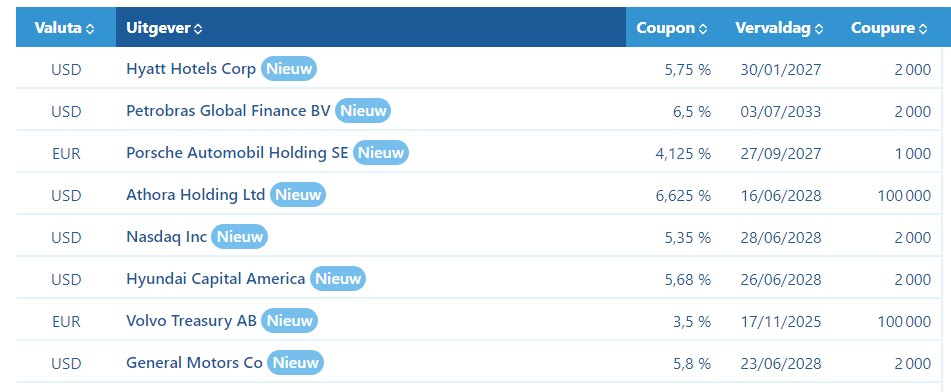 Valuta Uitgever Coupon Vervaldag Coupure
USD Hyatt Hotels Corp Nieuw 5,75 % 30/01/2027 2 000
USD Petrobras Global Finance BV Nieuw 6,5 % 03/07/2033 2 000
EUR Porsche Automobil Holding SE Nieuw 4,125 % 27/09/2027 1 000
USD Athora Holding Ltd Nieuw 6,625 % 16/06/2028 100 000
USD Nasdaq Inc Nieuw 5,35 % 28/06/2028 2 000
USD Hyundai Capital America Nieuw 5,68 % 26/06/2028 2 000
EUR Volvo Treasury AB Nieuw 3,5 % 17/11/2025 100 000
USD General Motors Co Nieuw 5,8 % 23/06/2028 2 000